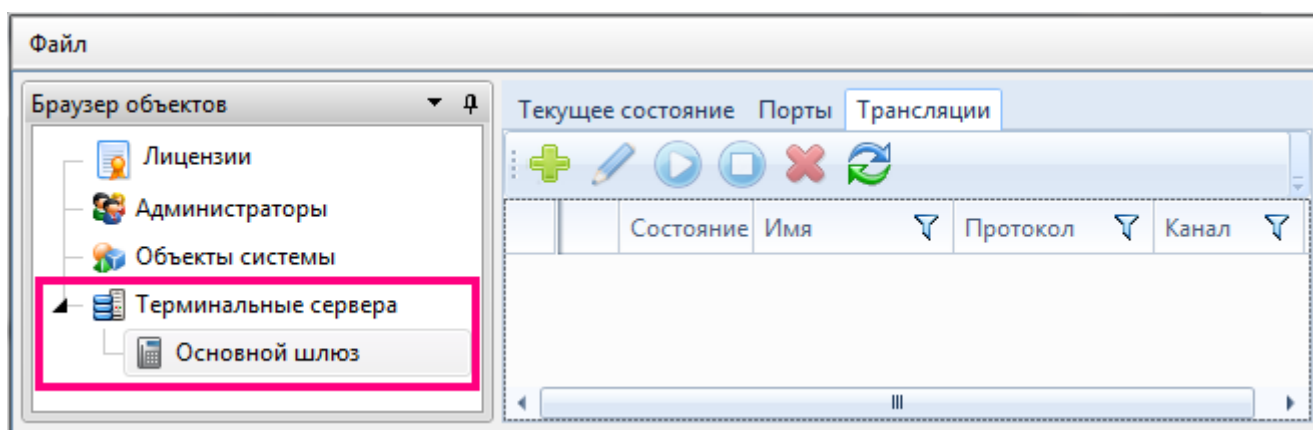 Файл
Браузер объектов
Лицензии
Администраторы
Объекты системы
Терминальные сервера
Основной шлюз
Текущее состояние Порты Трансляции
Состояние Имя Протокол Канал